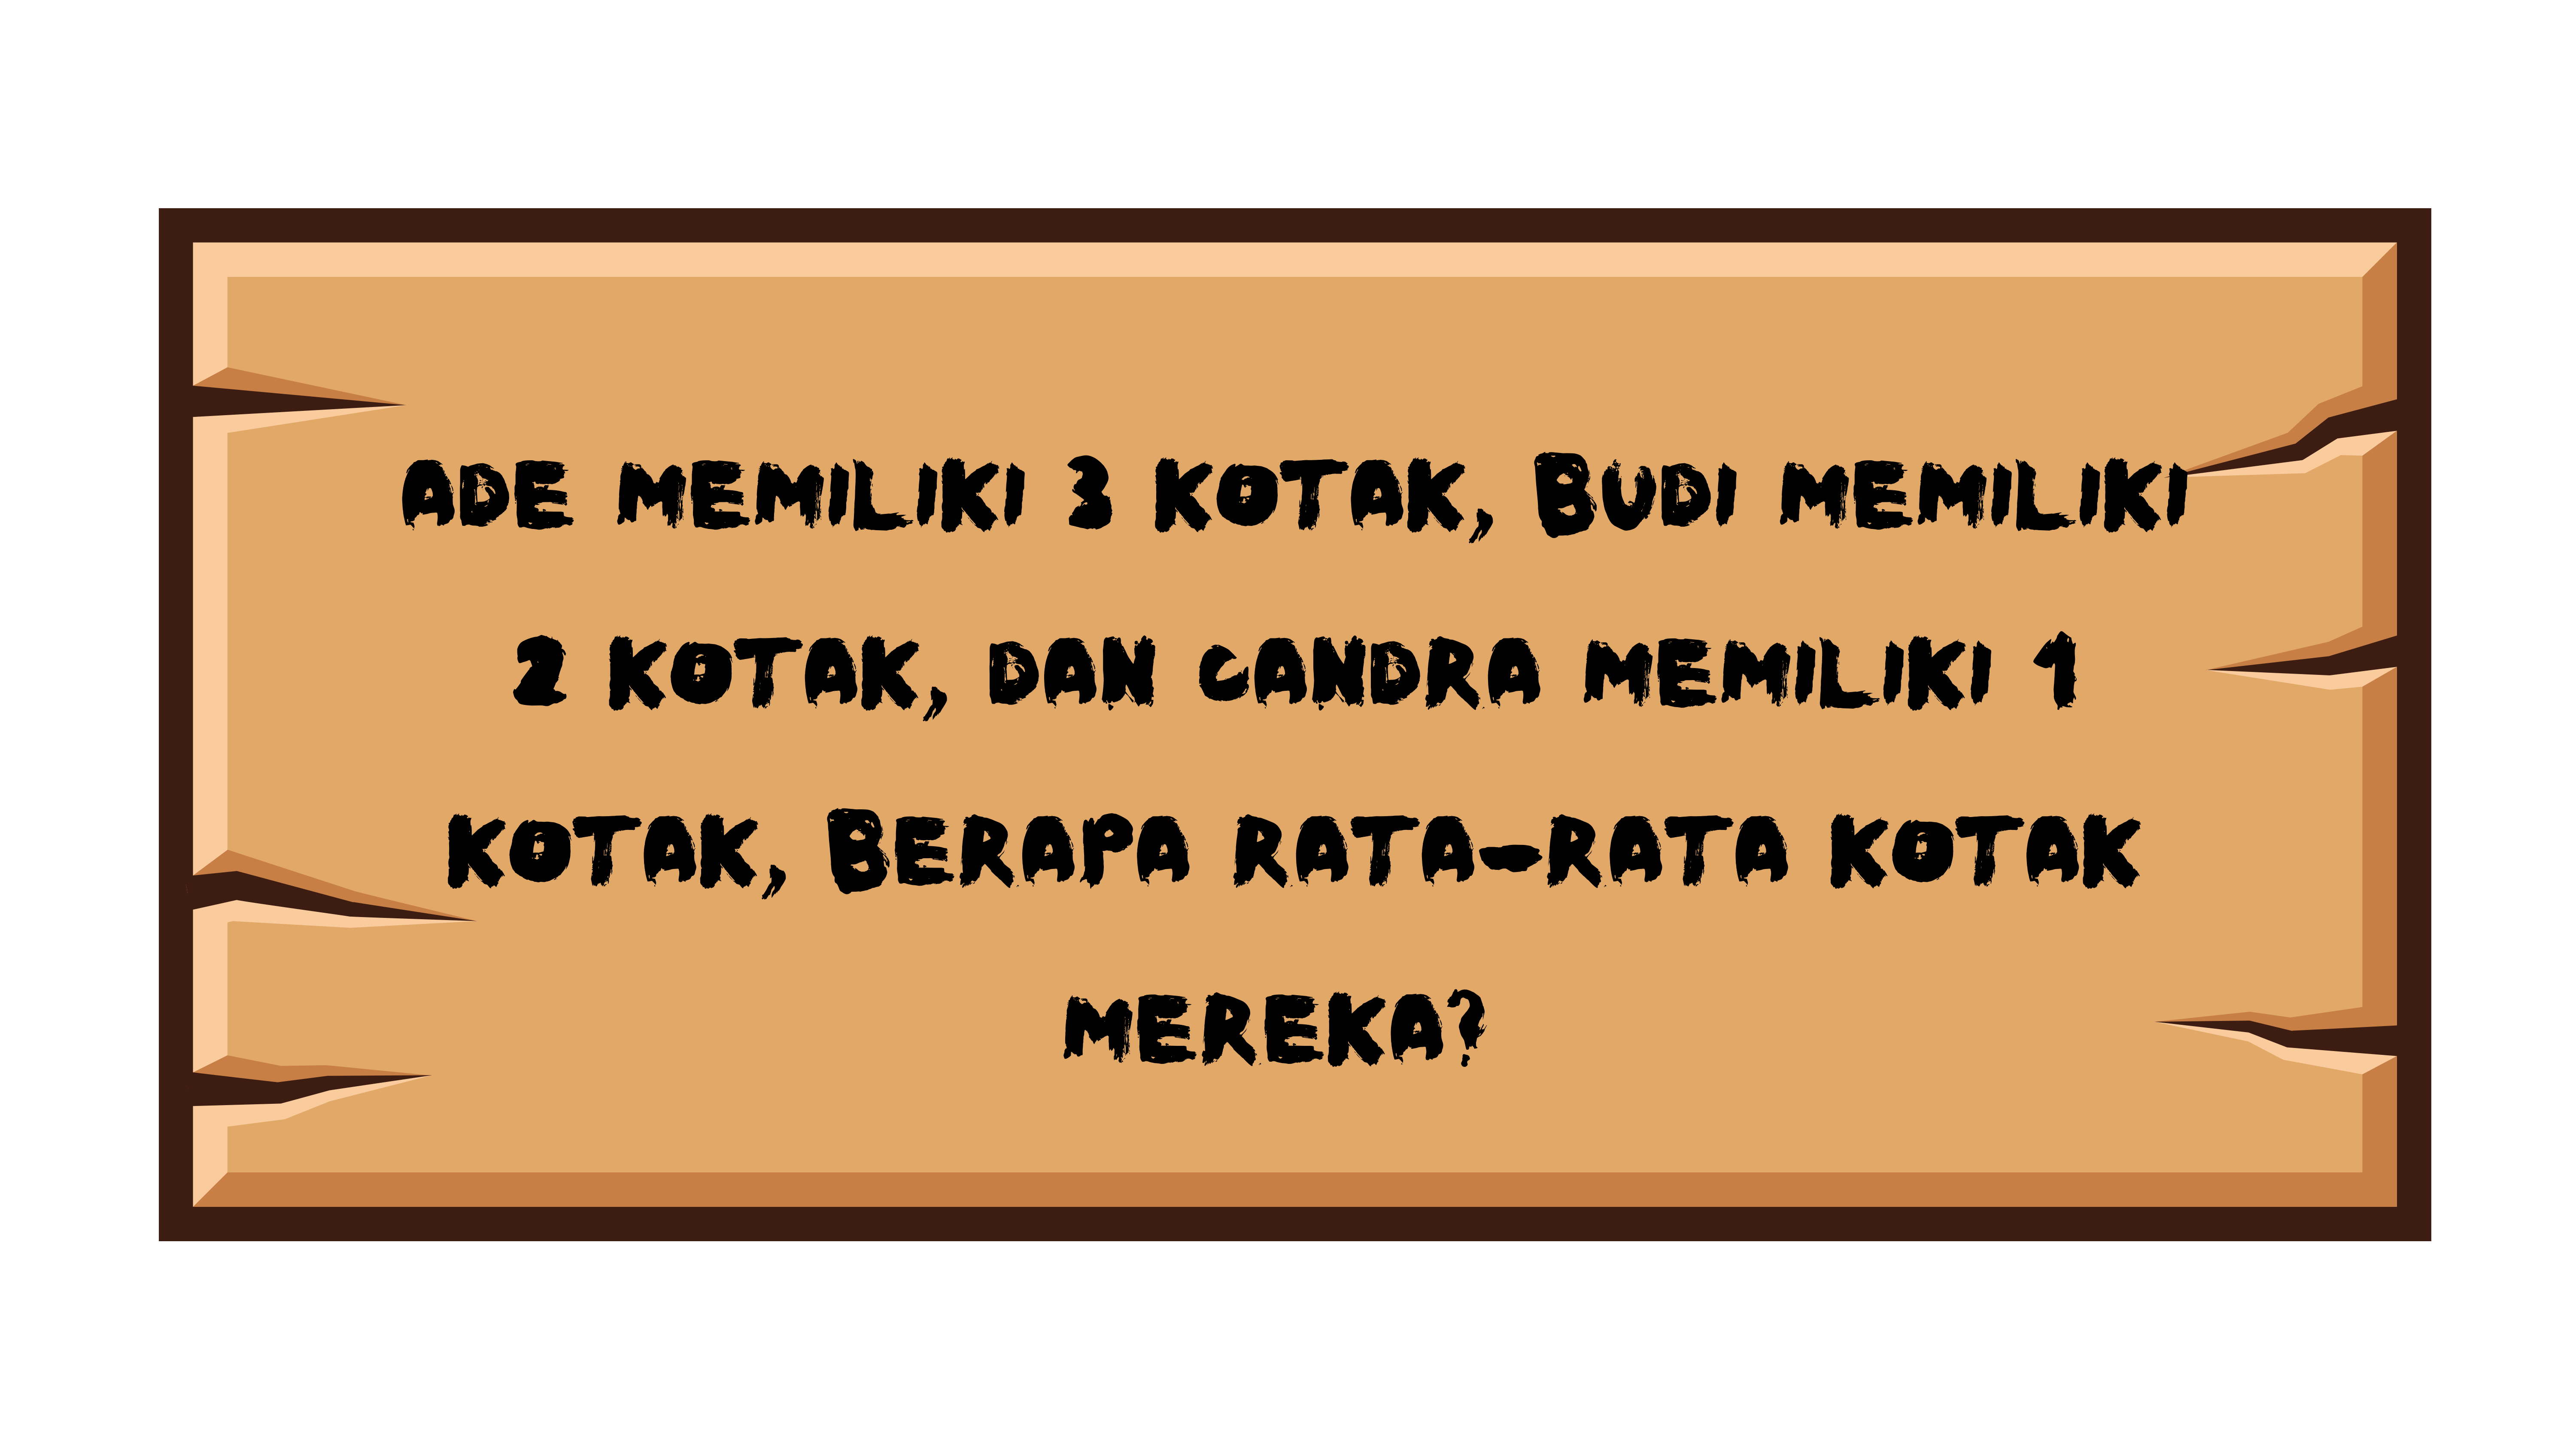 ADE MEMILIKI 3 KOTAK, BUDI MEMILIKI
2 KOTAK, DAN CANDRA MEMILIKI 1
KOTAK, BERAPA RATA-RATA KOTAK
MEREKA?